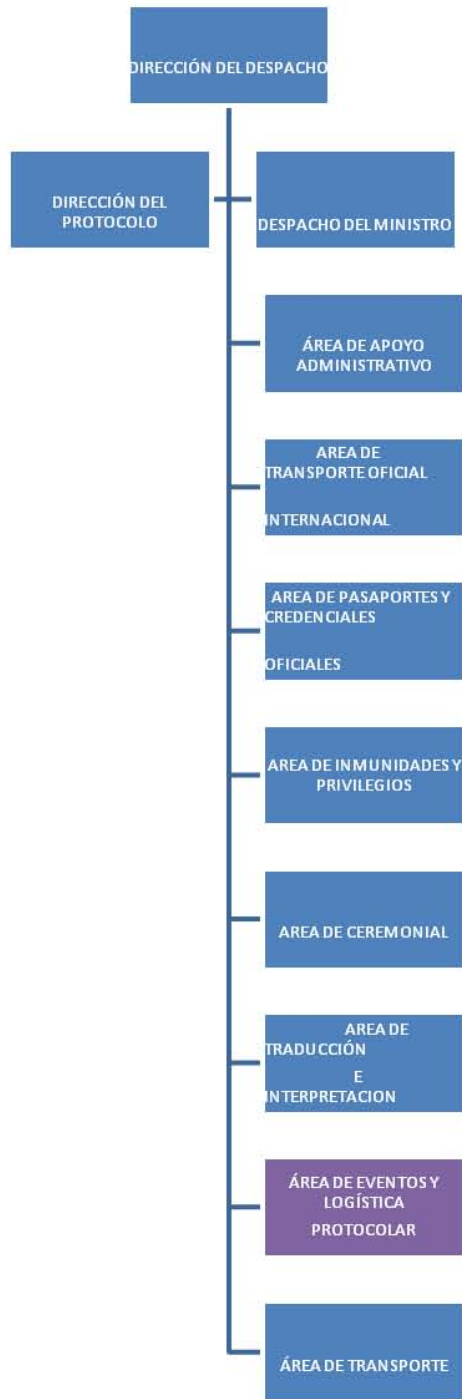 DIRECCIÓN DEL DESPACHO
DIRECCIÓN DEL
PROTOCOLO
DESPACHO DEL MINISTRO
ÁREA DE APOYO
ADMINISTRATIVO
AREA DE
TRANSPORTE OFICIAL
INTERNACIONAL
AREA DE PASAPORTES Y
CREDENCIALES
OFICIALES
AREA DE INMUNIDADES Y
PRIVILEGIOS
AREA DE CEREMONIAL
AREA DE
TRADUCCIÓN
E
INTERPRETACION
ÁREA DE EVENTOS Y
LOGÍSTICA
PROTOCOLAR
ÁREA DE TRANSPORTE